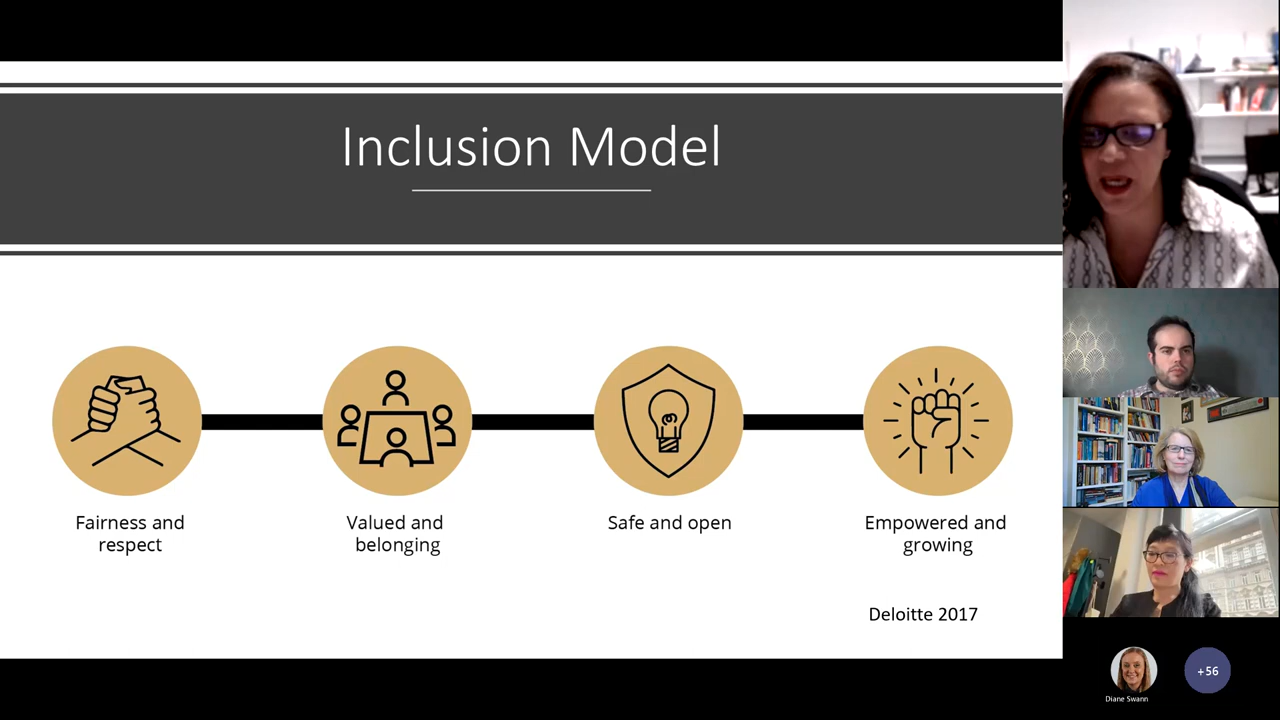 Inclusion Model
Fairness and
respect
Valued and
belonging
Safe and open
Empowered and
growing
Deloitte 2017
Diane Swann
+56